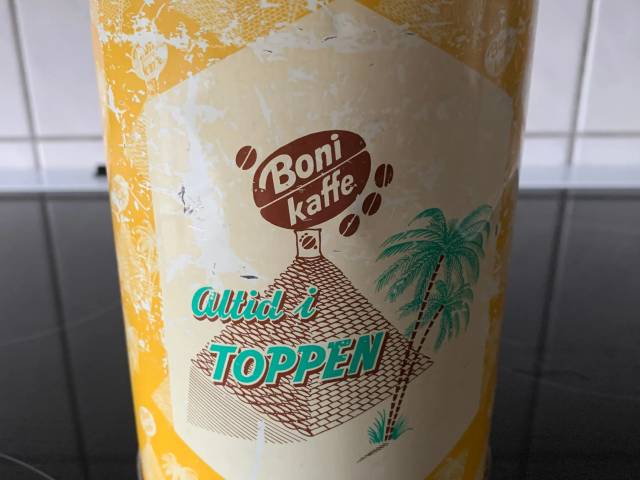 Boni
kaffe
altid i
TOPPEN